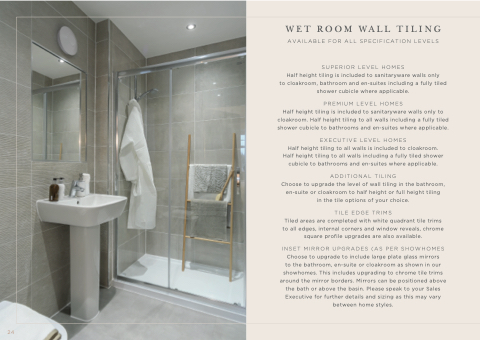 WET ROOM WALL TILING
AVAILABLE FOR ALL SPECIFICATION LEVELS
SUPERIOR LEVEL HOMES
Half height tiling is included to sanitaryware walls only
to cloakroom, bathroom and en-suites including a fully tiled
shower cubicle where applicable.
PREMIUM LEVEL HOMES
Half height tiling is included to sanitaryware walls only to
cloakroom. Half height tiling to all walls including a fully tiled
shower cubicle to bathrooms and en-suites where applicable.
EXECUTIVE LEVEL HOMES
Half height tiling to all walls is included to cloakroom,
Half height tiling to all walls including a fully tiled shower
cubicle to bathrooms and en-suites where applicable.
ADDITIONAL TILING
Choose to upgrade the level of wall tiling in the bathroom,
en-suite or cloakroom to half height or full height tiling
in the tile options of your choice.
TILE EDGE TRIMS
Tiled areas are completed with white quadrant tile trims
to all edges, internal corners and window reveals, chrome
square profile upgrades are also available.
INSET MIRROR UPGRADES (AS PER SHOWHOMES
Choose to upgrade to include large plate glass mirrors
to the bathroom, en-suite or cloakroom as shown in our
showhomes. This includes upgrading to chrome tile trims
around the mirror borders. Mirrors can be positioned above
the bath or above the basin. Please speak to your Sales
Executive for further details and sizing as this may vary
between home styles.
24